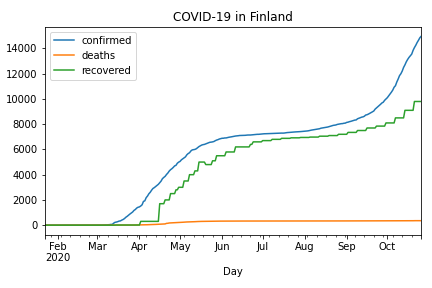 COVID-19 in Finland
confirmed
deaths
recovered
14000
12000
10000
8000
6000
4000
2000
0
Feb Mar Apr May Jun Jul Aug Sep Oct
2020
Day